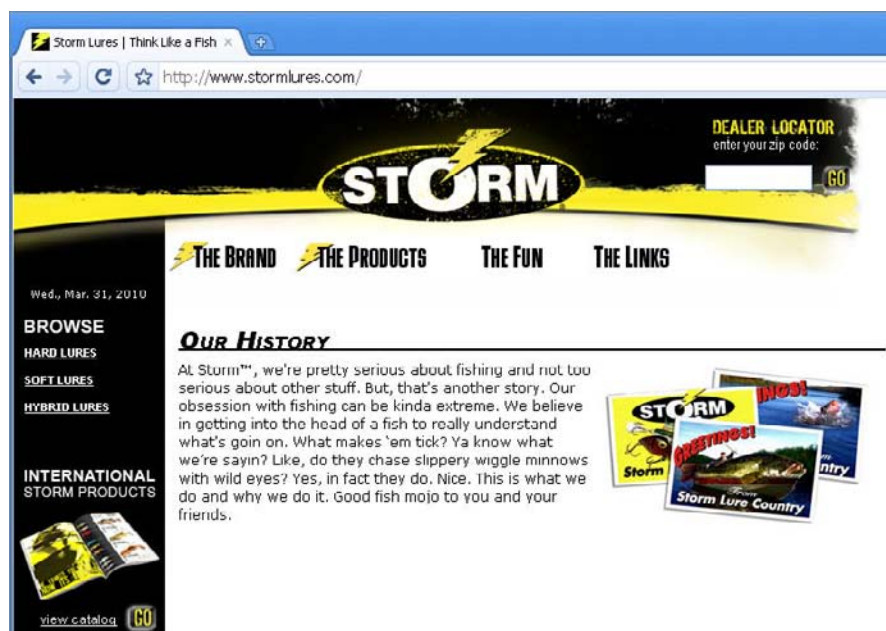 Storm Lures | Think Like a Fish
http://www.stormlures.com/
DEALER LOCATOR
enter your zip code:
GO
STORM
THE BRAND THE PRODUCTS THE FUN THE LINKS
Wed., Mar. 31, 2010
BROWSE
HARD LURES
SOFT LURES
HYBRID LURES
INTERNATIONAL
STORM PRODUCTS
view catalog GO
OUR HISTORY
At Storm™, we're pretty serious about fishing and not too
serious about other stuff. But, that's another story. Our
obsession with fishing can be kinda extreme. We believe
in getting into the head of a fish to really understand
what's goin on. What makes 'em tick? Ya know what
we're sayin? Like, do they chase slippery wiggle minnows
with wild eyes? Yes, in fact they do. Nice. This is what we
do and why we do it. Good fish mojo to you and your
friends.
STORM
Storm
GREETINGS!
From
Storm Lure Country